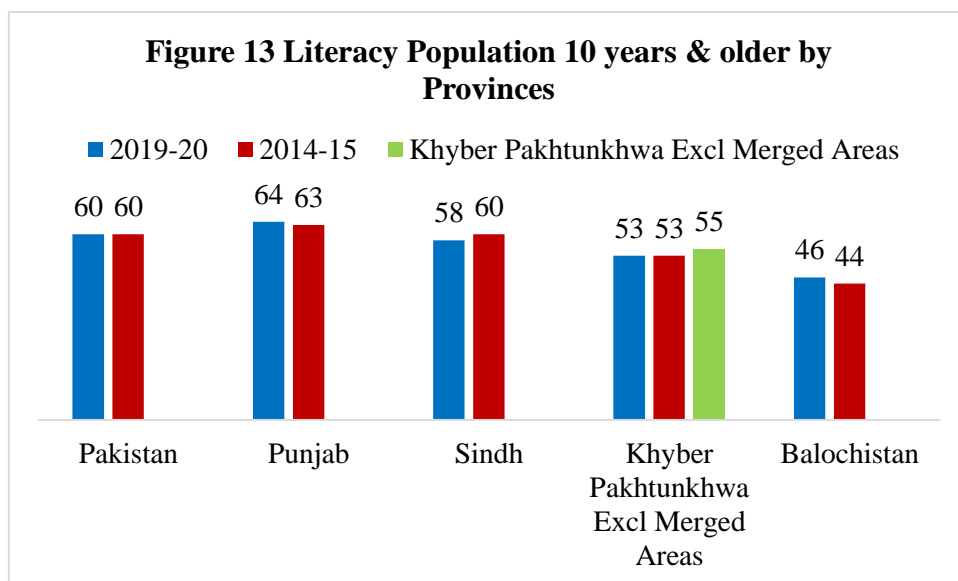 Figure 13 Literacy Population 10 years & older by
Provinces
2019-20 2014-15 Khyber Pakhtunkhwa Excl Merged Areas
60 60 64 63 58 60 53 53 55 46 44
Pakistan Punjab Sindh Khyber Balochistan
Pakhtunkhwa
Excl Merged
Areas